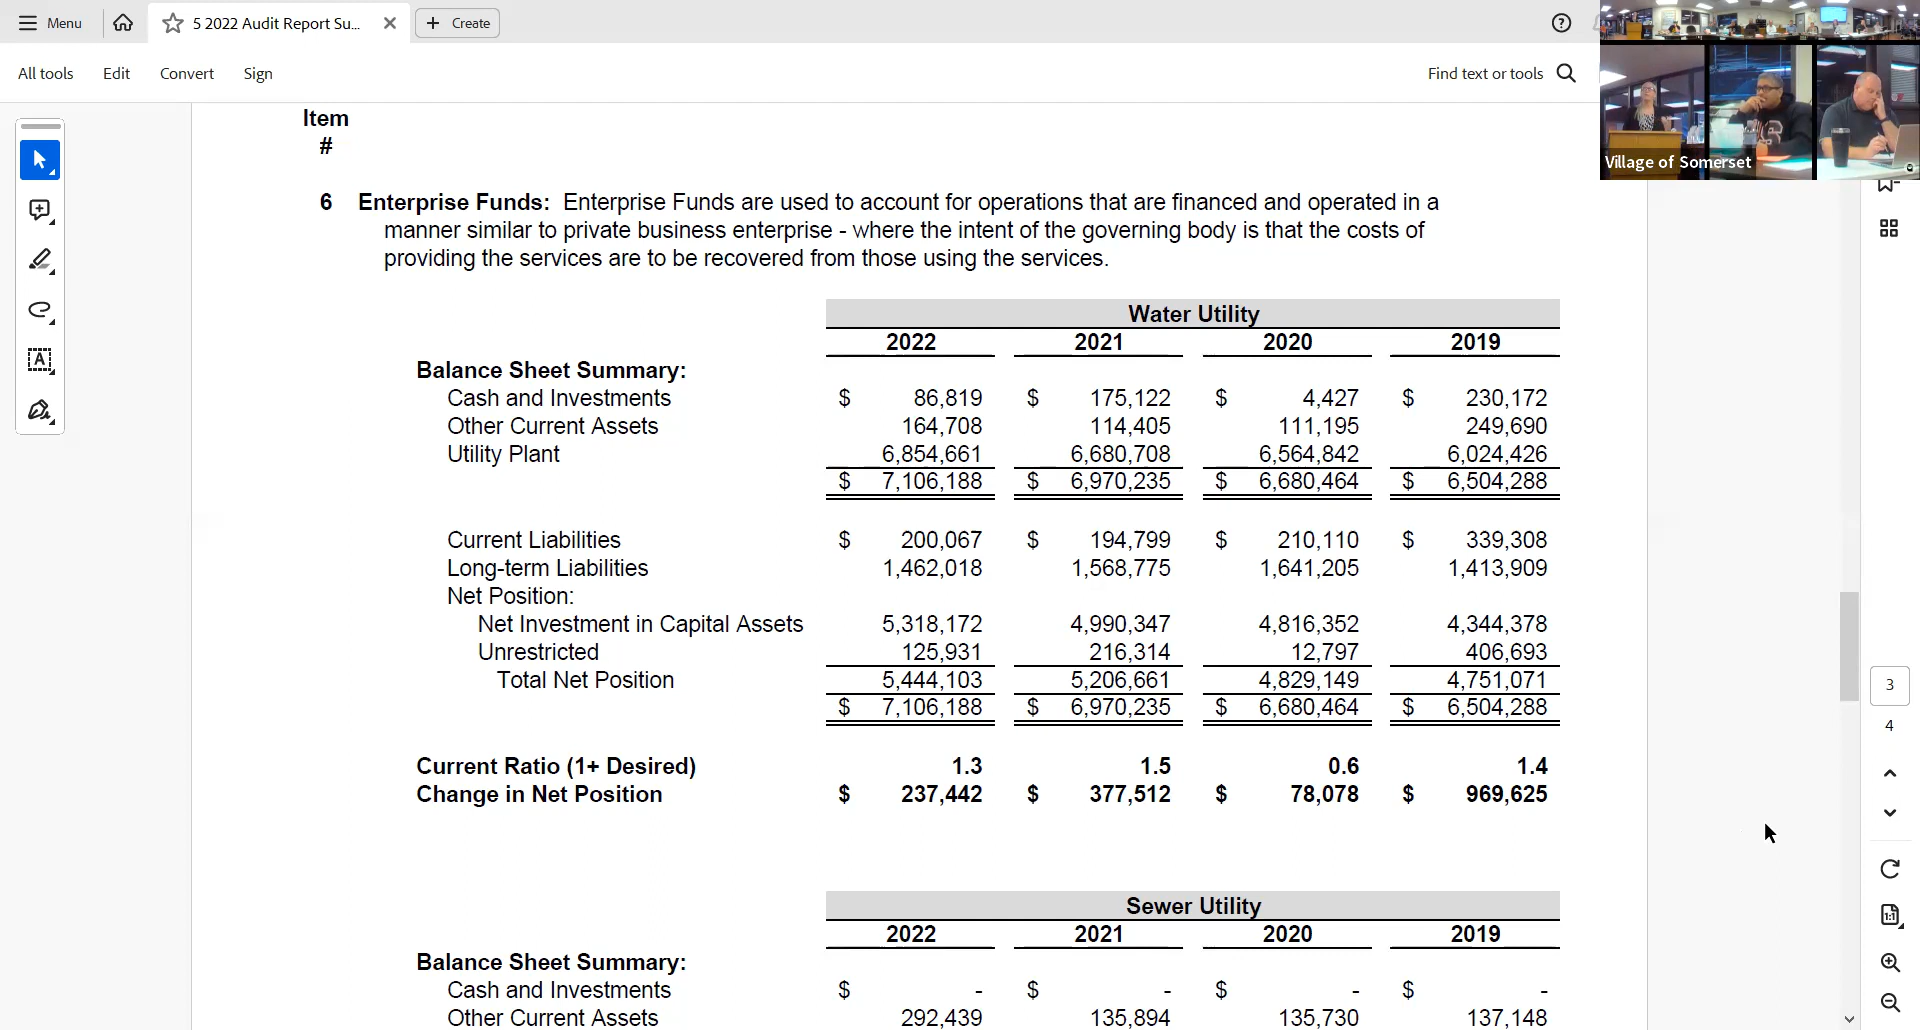 Menu
5 2022 Audit Report Su...
Create
All tools
Edit
Convert
Sign
Find text or tools
Village of Somerset
Item
#
6 Enterprise Funds: Enterprise Funds are used to account for operations that are financed and operated in a
manner similar to private business enterprise - where the intent of the governing body is that the costs of
providing the services are to be recovered from those using the services.
Water Utility
2022 2021 2020 2019
Balance Sheet Summary:
Cash and Investments $ 86,819 $ 175,122 $ 4,427 $ 230,172
Other Current Assets 164,708 114,405 111,195 249,690
Utility Plant 6,854,661 6,680,708 6,564,842 6,024,426
$ 7,106,188 $ 6,970,235 $ 6,680,464 $ 6,504,288
Current Liabilities $ 200,067 $ 194,799 $ 210,110 $ 339,308
Long-term Liabilities 1,462,018 1,568,775 1,641,205 1,413,909
Net Position:
Net Investment in Capital Assets 5,318,172 4,990,347 4,816,352 4,344,378
Unrestricted 125,931 216,314 12,797 406,693
Total Net Position 5,444,103 5,206,661 4,829,149 4,751,071
$ 7,106,188 $ 6,970,235 $ 6,680,464 $ 6,504,288
Current Ratio (1+ Desired) 1.3 1.5 0.6 1.4
Change in Net Position $ 237,442 $ 377,512 $ 78,078 $ 969,625
Sewer Utility
2022 2021 2020 2019
Balance Sheet Summary:
Cash and Investments $ - $ - $ - $ -
Other Current Assets 292,439 135,894 135,730 137,148
3
4
1:1